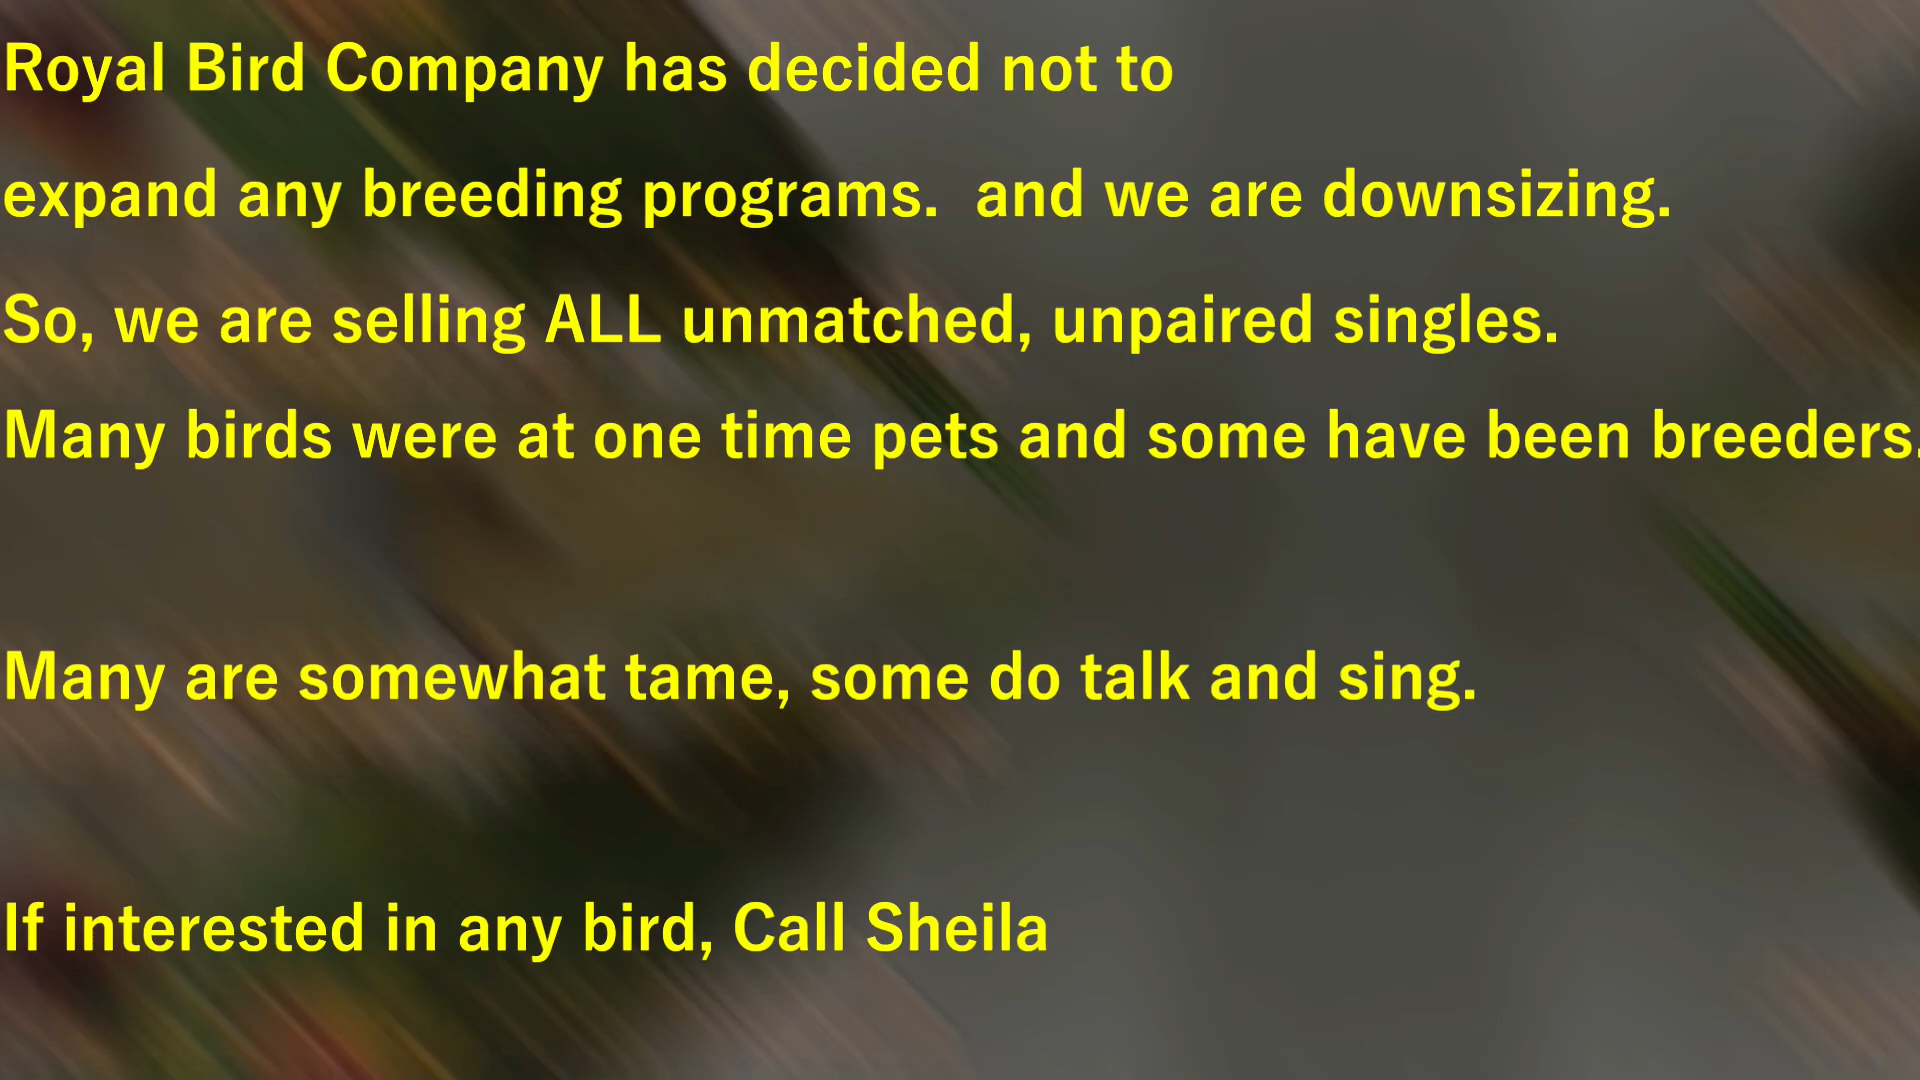 Royal Bird Company has decided not to
expand any breeding programs.  and we are downsizing.
So, we are selling ALL unmatched, unpaired singles.
Many birds were at one time pets and some have been breeders.
Many are somewhat tame, some do talk and sing.
If interested in any bird, Call Sheila